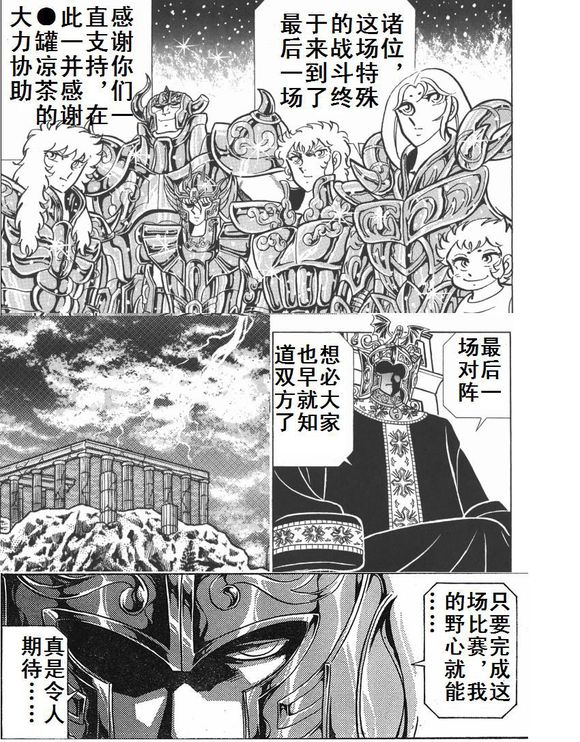 诸位，
这场特殊
的战斗终
于来到了
最后一场
感谢你们一
直支持，在
此一并感谢
●罐凉茶的
大力协助
最后一
场对阵
想必大家
也早就知
道双方了
只要完成这
场比赛，我
的野心就能
……
真是令人
期待……